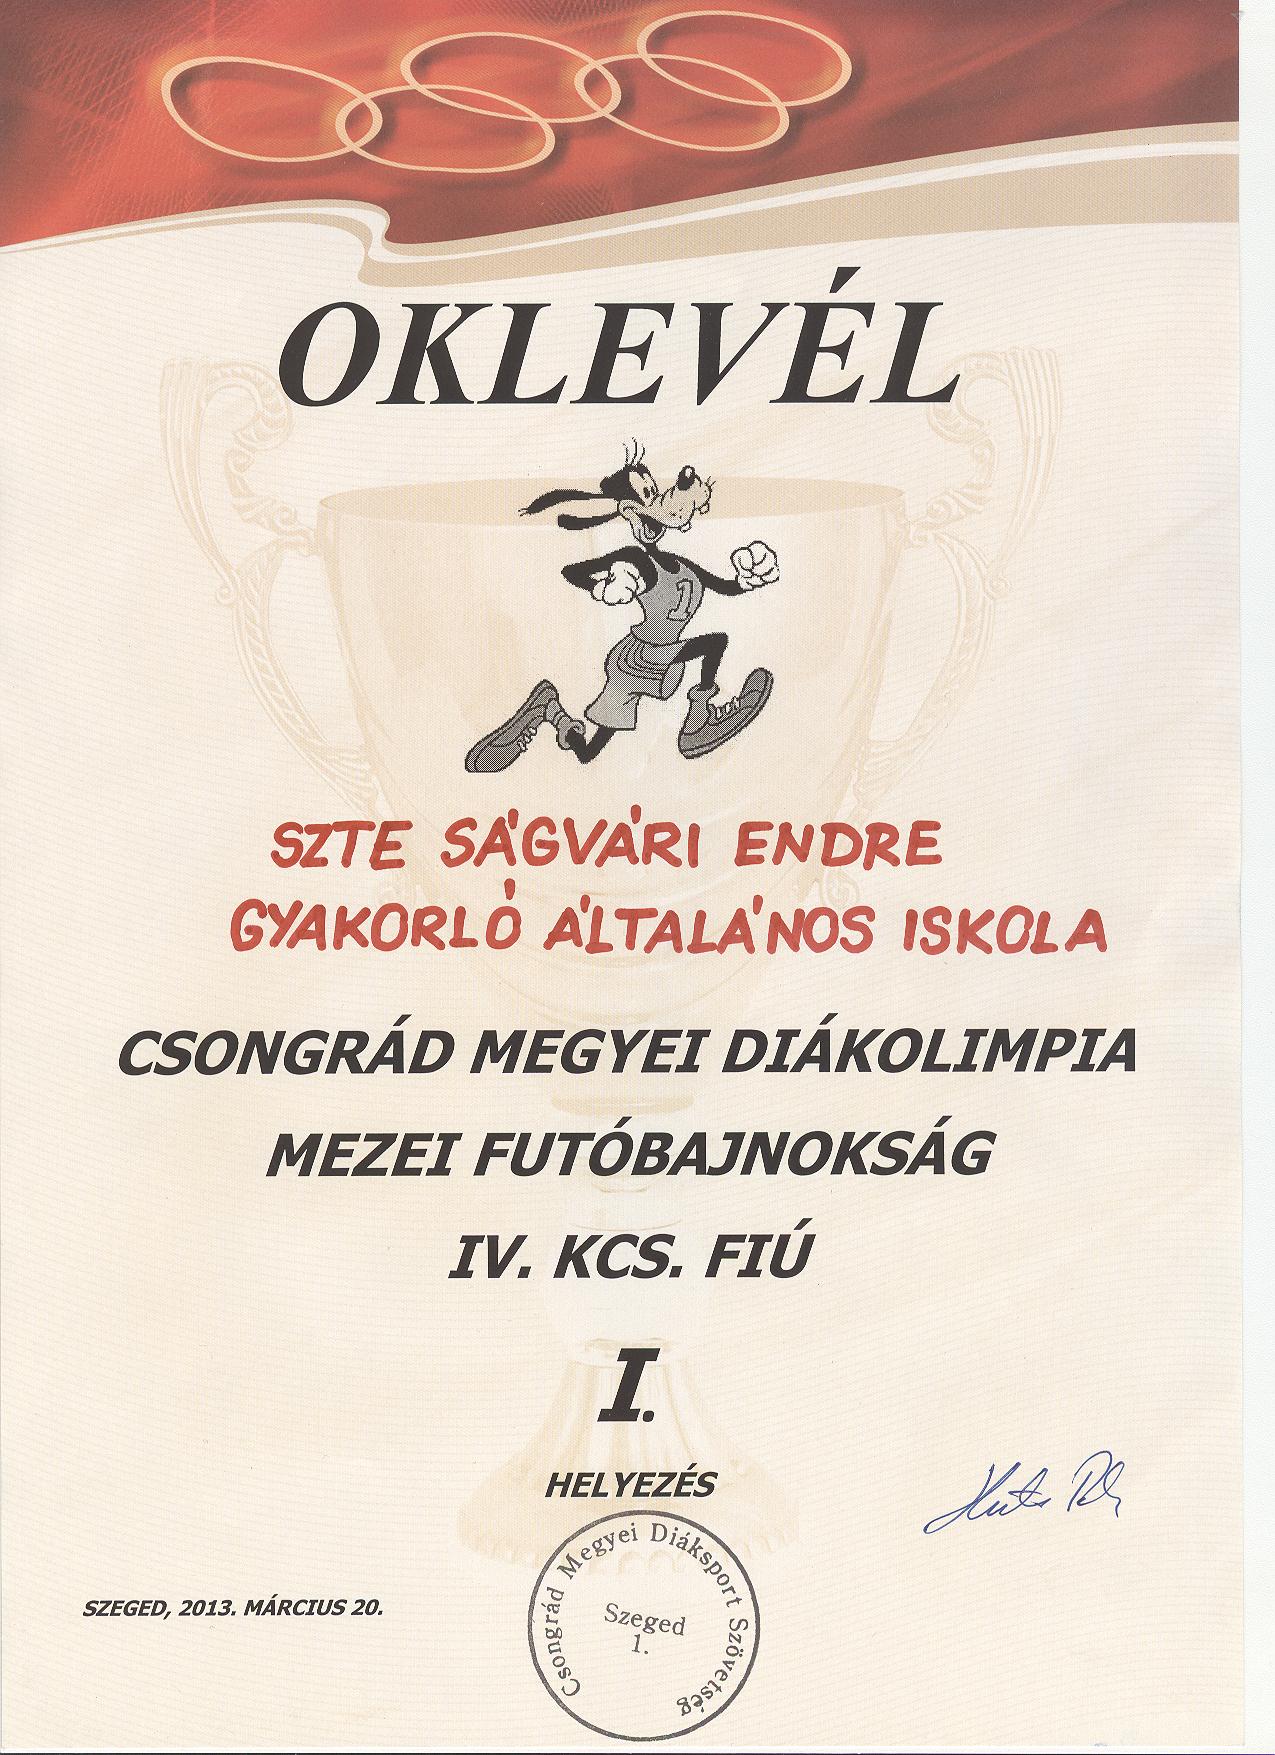 OKLEVÉL
1
SZTE SÁGVÁRI ENDRE
GYAKORLÓ ÁLTALÁNOS ISKOLA
CSONGRÁD MEGYEI DIÁKOLIMPIA
MEZEI FUTÓBAJNOKSÁG
IV. KCS. FIÚ
I.
HELYEZÉS
SZEGED, 2013. MÁRCIUS 20.
Csongrád Megyei Diáksport Szövetség
Szeged
1.